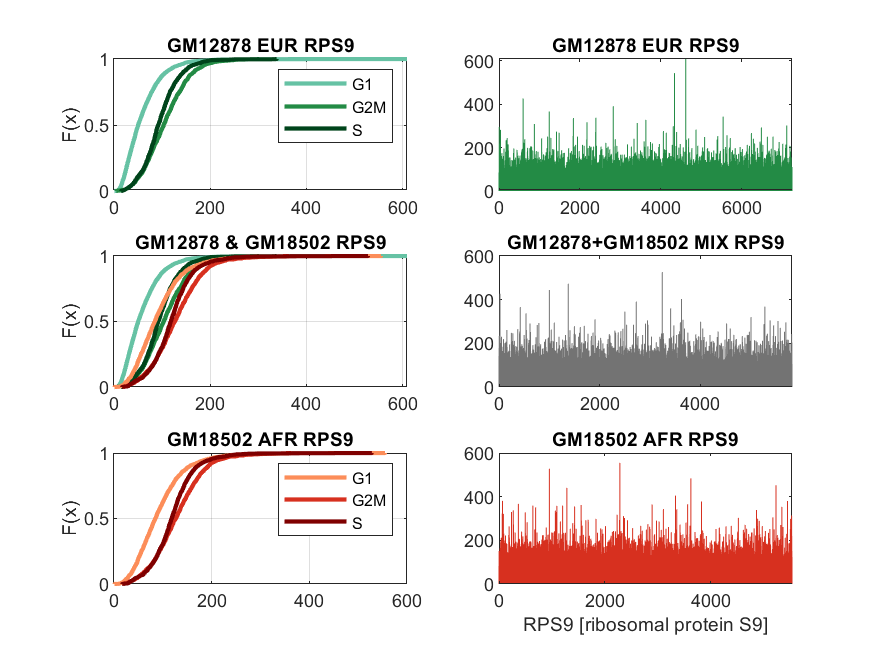 GM12878 EUR RPS9
F(x)
1
0.5
0
0 200 400 600
G1
G2M
S
GM12878 EUR RPS9
600
400
200
0
0 2000 4000 6000
GM12878 & GM18502 RPS9
F(x)
1
0.5
0
0 200 400 600
GM12878+GM18502 MIX RPS9
600
400
200
0
0 2000 4000
GM18502 AFR RPS9
F(x)
1
0.5
0
0 200 400 600
G1
G2M
S
GM18502 AFR RPS9
600
400
200
0
0 2000 4000
RPS9 [ribosomal protein S9]